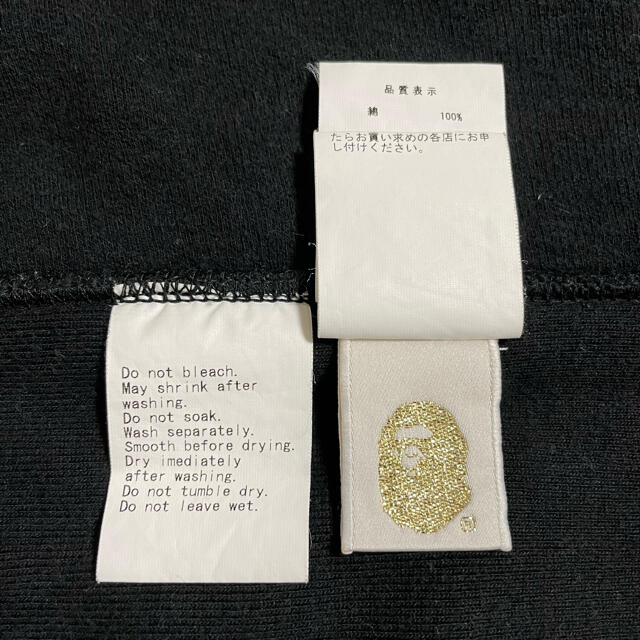 品質表示
綿 100%
たらお買い求めの各店にお申
し付けください。
Do not bleach.
May shrink after
washing.
Do not soak.
Wash separately.
Smooth before drying.
Dry imediately
after washing.
Do not tumble dry.
Do not leave wet.